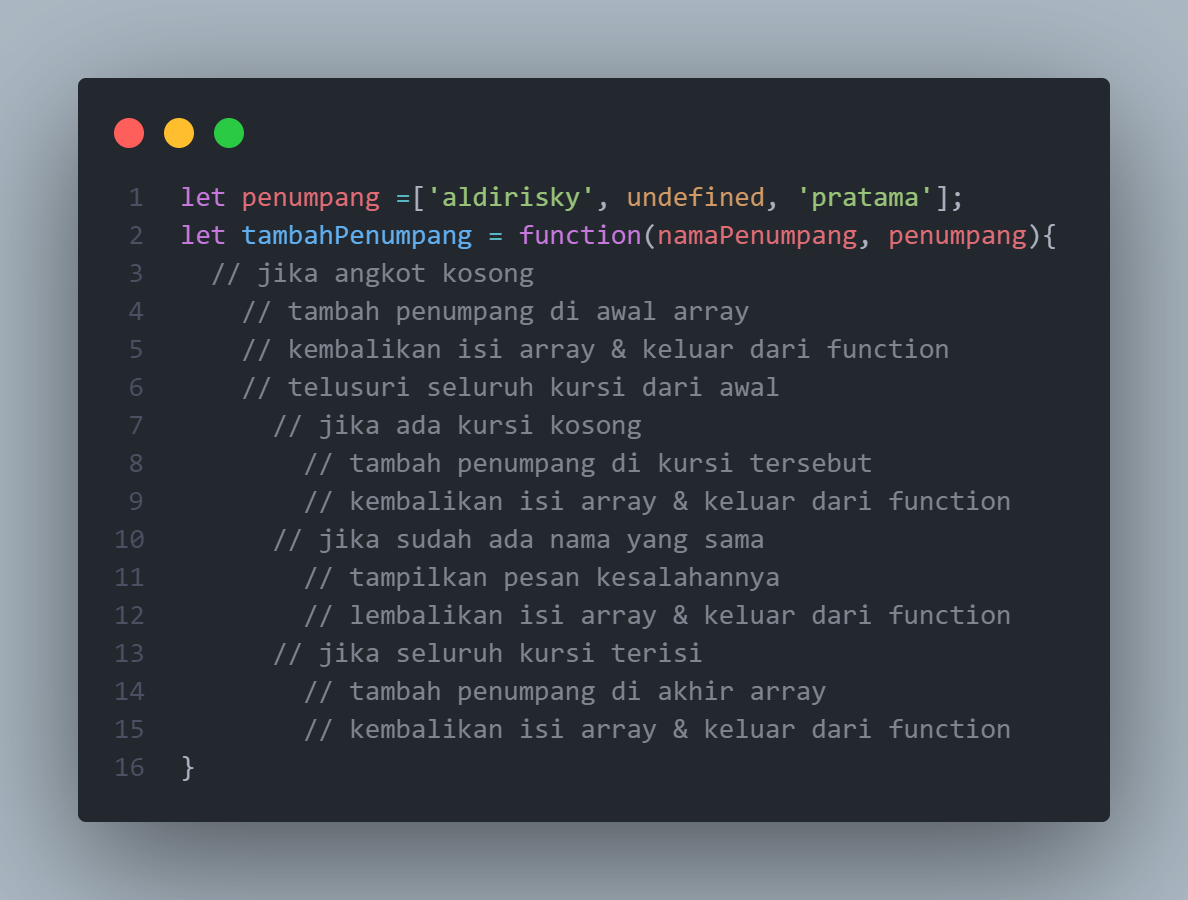 1 let penumpang =['aldirisky', undefined, 'pratama'];
2 let tambahPenumpang = function(namaPenumpang, penumpang){
3   // jika angkot kosong
4     // tambah penumpang di awal array
5     // kembalikan isi array & keluar dari function
6     // telusuri seluruh kursi dari awal
7       // jika ada kursi kosong
8         // tambah penumpang di kursi tersebut
9         // kembalikan isi array & keluar dari function
10       // jika sudah ada nama yang sama
11         // tampilkan pesan kesalahannya
12         // lembalikan isi array & keluar dari function
13       // jika seluruh kursi terisi
14         // tambah penumpang di akhir array
15         // kembalikan isi array & keluar dari function
16 }